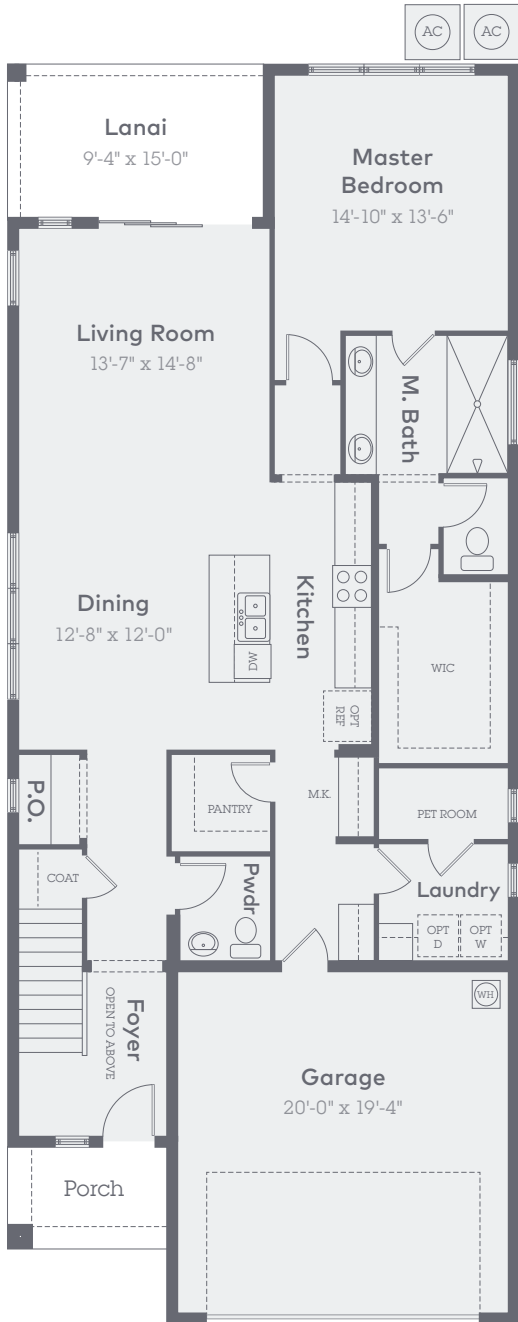 AC
AC
Lanai
9'-4" x 15'-0"
Master
Bedroom
14'-10" x 13'-6"
Living Room
13'-7" x 14'-8"
M. Bath
Dining
12'-8" x 12'-0"
Kitchen
DW
OPT
REF
WIC
P.O.
PANTRY
M.K.
PET ROOM
COAT
Pwdr
Laundry
OPT
D
OPT
W
Foyer
OPEN TO ABOVE
WH
Garage
20'-0" x 19'-4"
Porch